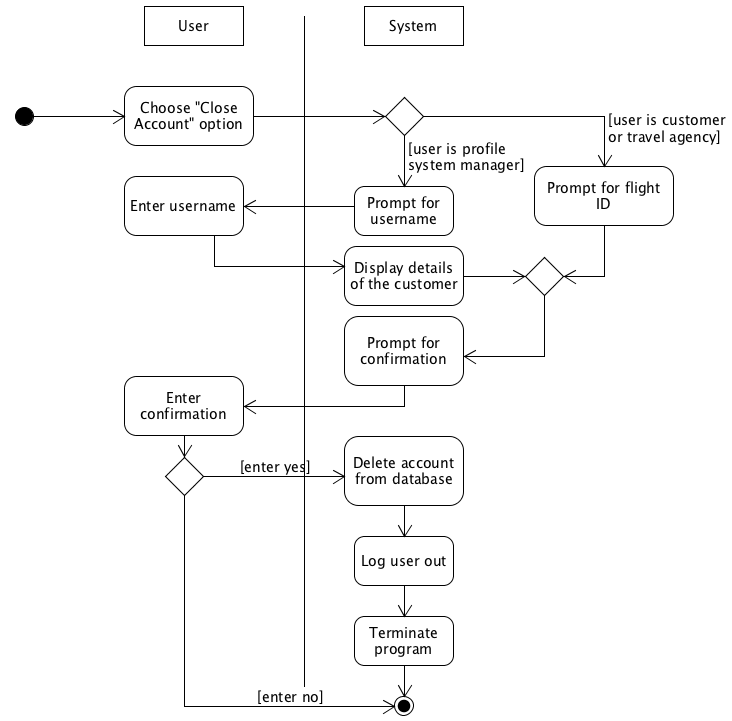 User
System
Choose "Close
Account" option
[user is customer
or travel agency]
[user is profile
system manager]
Enter username
Prompt for
username
Prompt for flight
ID
Display details
of the customer
Prompt for
confirmation
Enter
confirmation
[enter yes]
Delete account
from database
Log user out
Terminate
program
[enter no]